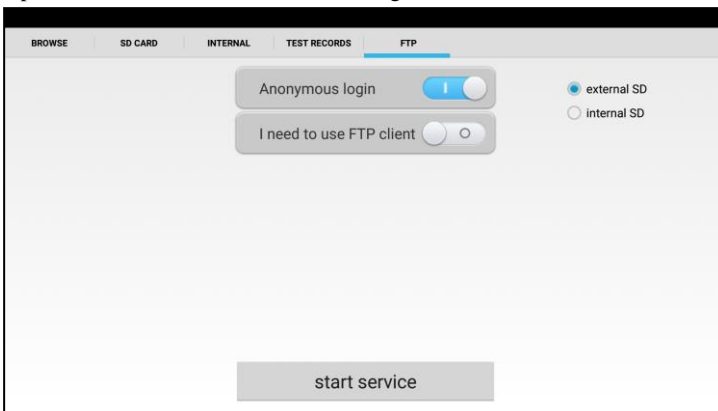 BROWSE SD CARD INTERNAL TEST RECORDS FTP
Anonymous login
external SD
internal SD
I need to use FTP client
start service